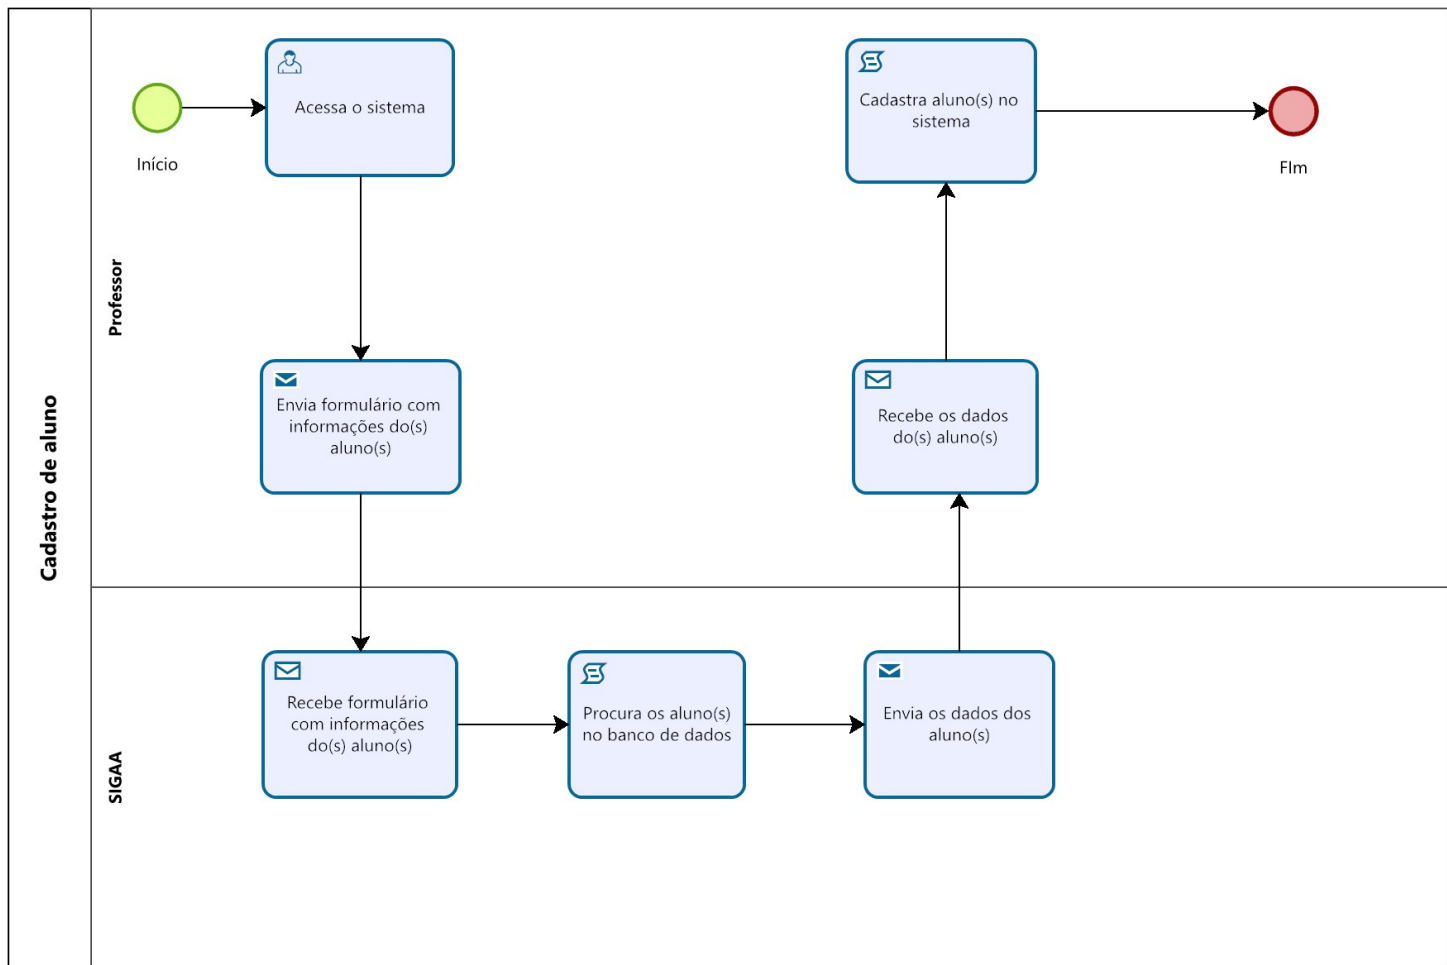 Cadastro de aluno
Professor
SIGAA
Início
Acessa o sistema
Envia formulário com
informações do(s)
aluno(s)
Recebe formulário
com informações
do(s) aluno(s)
Procura os aluno(s)
no banco de dados
Envia os dados dos
aluno(s)
Recebe os dados
do(s) aluno(s)
Cadastra aluno(s) no
sistema
FIm